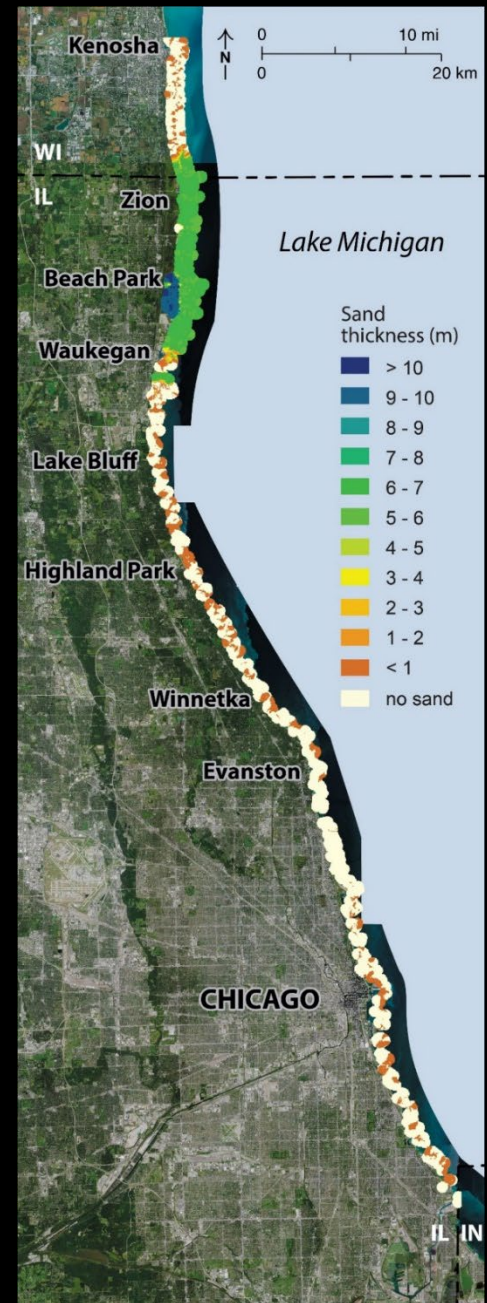 Kenosha
0 10 mi
N
0 20 km
WI
IL
Zion
Lake Michigan
Beach Park
Sand
thickness (m)
Waukegan
> 10
9 - 10
8 - 9
Lake Bluff
7 - 8
6 - 7
5 - 6
4 - 5
Highland Park
3 - 4
2 - 3
1 - 2
< 1
Winnetka
no sand
Evanston
CHICAGO
IL IN